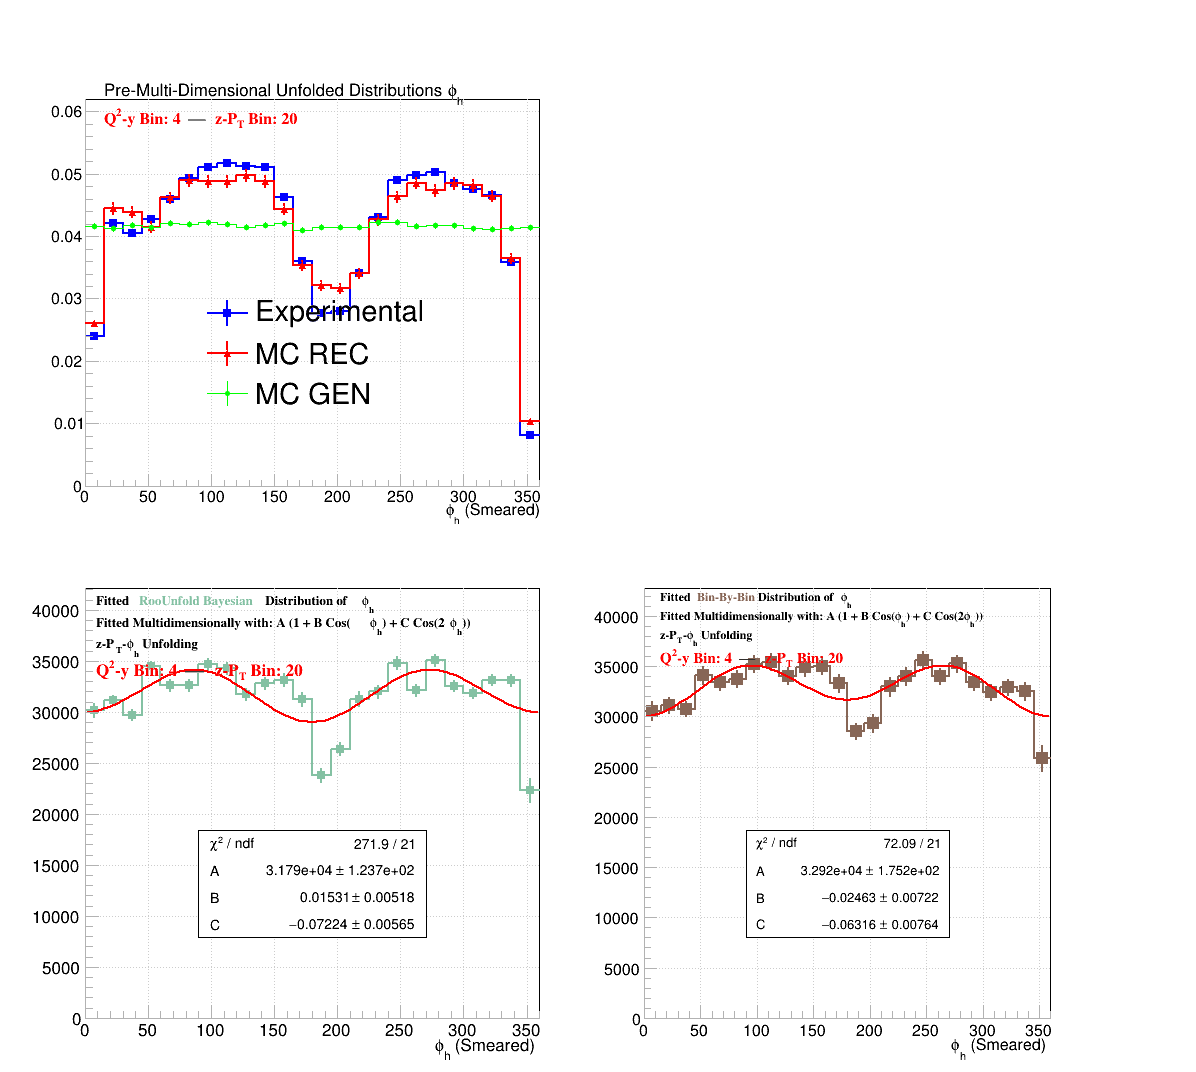 Pre-Multi-Dimensional Unfolded Distributions ϕh
Q²-y Bin: 4 — z-PT Bin: 20
0.06
0.05
0.04
0.03
0.02
0.01
0
Experimental
MC REC
MC GEN
0 50 100 150 200 250 300 350
ϕh (Smeared)
Fitted RooUnfold Bayesian Distribution of ϕh
Fitted Multidimensionally with: A (1 + B Cos( ϕh) + C Cos(2 ϕh))
z-PT-ϕh Unfolding
Q²-y Bin: 4 — z-PT Bin: 20
40000
35000
30000
25000
20000
15000
10000
5000
0
χ² / ndf 271.9 / 21
A 3.179e+04 ± 1.237e+02
B 0.01531 ± 0.00518
C −0.07224 ± 0.00565
0 50 100 150 200 250 300 350
ϕh (Smeared)
Fitted Bin-By-Bin Distribution of ϕh
Fitted Multidimensionally with: A (1 + B Cos(ϕh) + C Cos(2ϕh))
z-PT-ϕh Unfolding
Q²-y Bin: 4 — z-PT Bin: 20
40000
35000
30000
25000
20000
15000
10000
5000
0
χ² / ndf 72.09 / 21
A 3.292e+04 ± 1.752e+02
B −0.02463 ± 0.00722
C −0.06316 ± 0.00764
0 50 100 150 200 250 300 350
ϕh (Smeared)